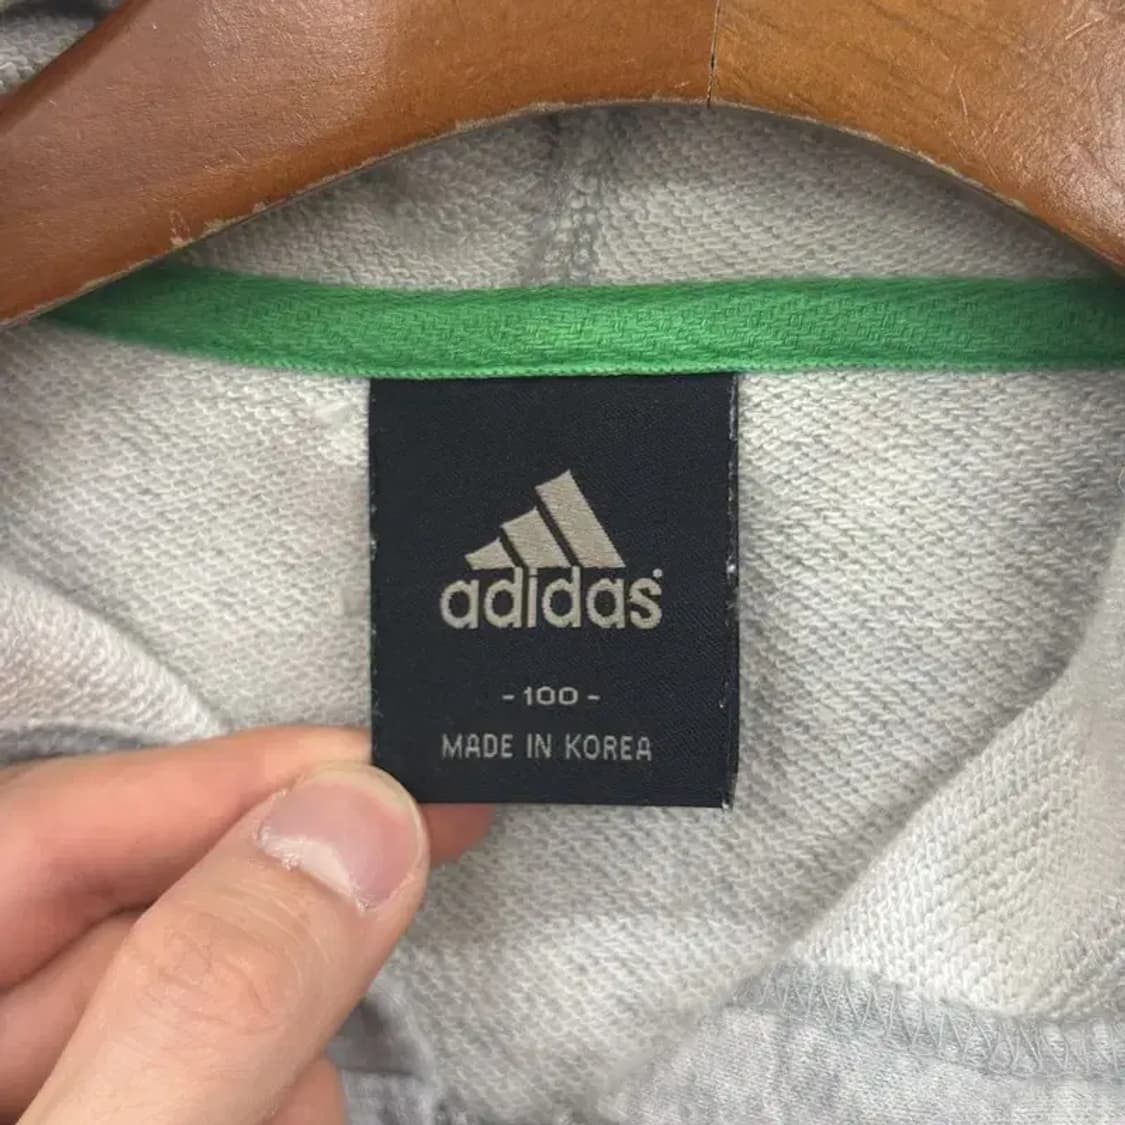 adidas
- 100 -
MADE IN KOREA